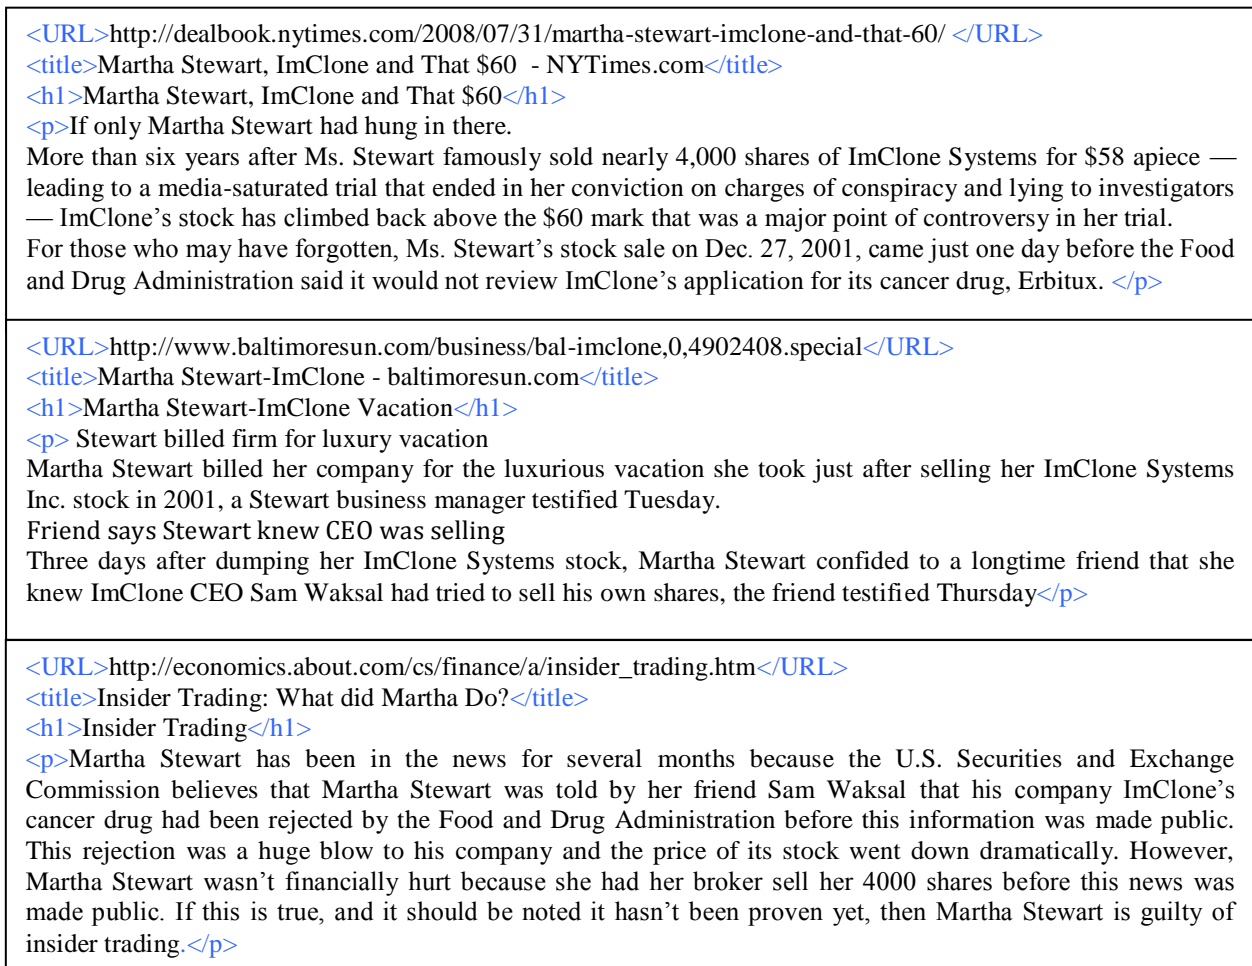 <URL>http://dealbook.nytimes.com/2008/07/31/martha-stewart-imclone-and-that-60/ </URL>
<title>Martha Stewart, ImClone and That $60  - NYTimes.com</title>
<h1>Martha Stewart, ImClone and That $60</h1>
<p>If only Martha Stewart had hung in there.
More than six years after Ms. Stewart famously sold nearly 4,000 shares of ImClone Systems for $58 apiece —
leading to a media-saturated trial that ended in her conviction on charges of conspiracy and lying to investigators
— ImClone’s stock has climbed back above the $60 mark that was a major point of controversy in her trial.
For those who may have forgotten, Ms. Stewart’s stock sale on Dec. 27, 2001, came just one day before the Food
and Drug Administration said it would not review ImClone’s application for its cancer drug, Erbitux. </p>
<URL>http://www.baltimoresun.com/business/bal-imclone,0,4902408.special</URL>
<title>Martha Stewart-ImClone - baltimoresun.com</title>
<h1>Martha Stewart-ImClone Vacation</h1>
<p> Stewart billed firm for luxury vacation
Martha Stewart billed her company for the luxurious vacation she took just after selling her ImClone Systems
Inc. stock in 2001, a Stewart business manager testified Tuesday.
Friend says Stewart knew CEO was selling
Three days after dumping her ImClone Systems stock, Martha Stewart confided to a longtime friend that she
knew ImClone CEO Sam Waksal had tried to sell his own shares, the friend testified Thursday</p>
<URL>http://economics.about.com/cs/finance/a/insider_trading.htm</URL>
<title>Insider Trading: What did Martha Do?</title>
<h1>Insider Trading</h1>
<p>Martha Stewart has been in the news for several months because the U.S. Securities and Exchange
Commission believes that Martha Stewart was told by her friend Sam Waksal that his company ImClone’s
cancer drug had been rejected by the Food and Drug Administration before this information was made public.
This rejection was a huge blow to his company and the price of its stock went down dramatically. However,
Martha Stewart wasn’t financially hurt because she had her broker sell her 4000 shares before this news was
made public. If this is true, and it should be noted it hasn’t been proven yet, then Martha Stewart is guilty of
insider trading.</p>